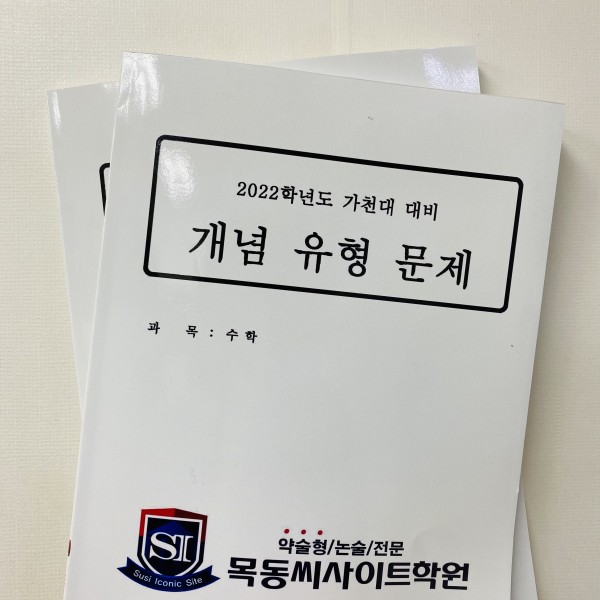 2022학년도 가천대 대비
개념 유형 문제
과 목 : 수학
SI
Susi Iconic Site
약술형/논술/전문
목동씨사이트학원